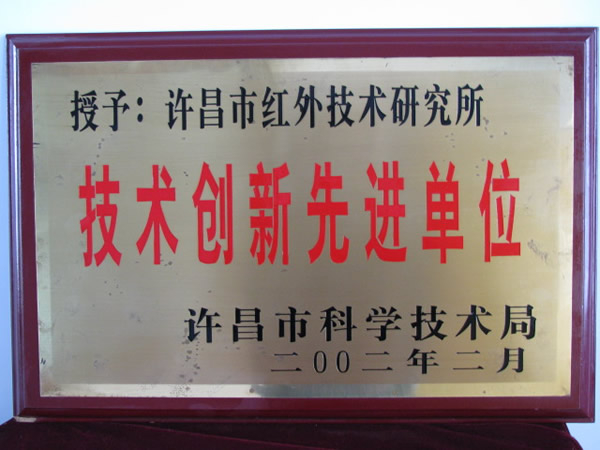 授予：许昌市红外技术研究所
技术创新先进单位
许昌市科学技术局
二00二年二月